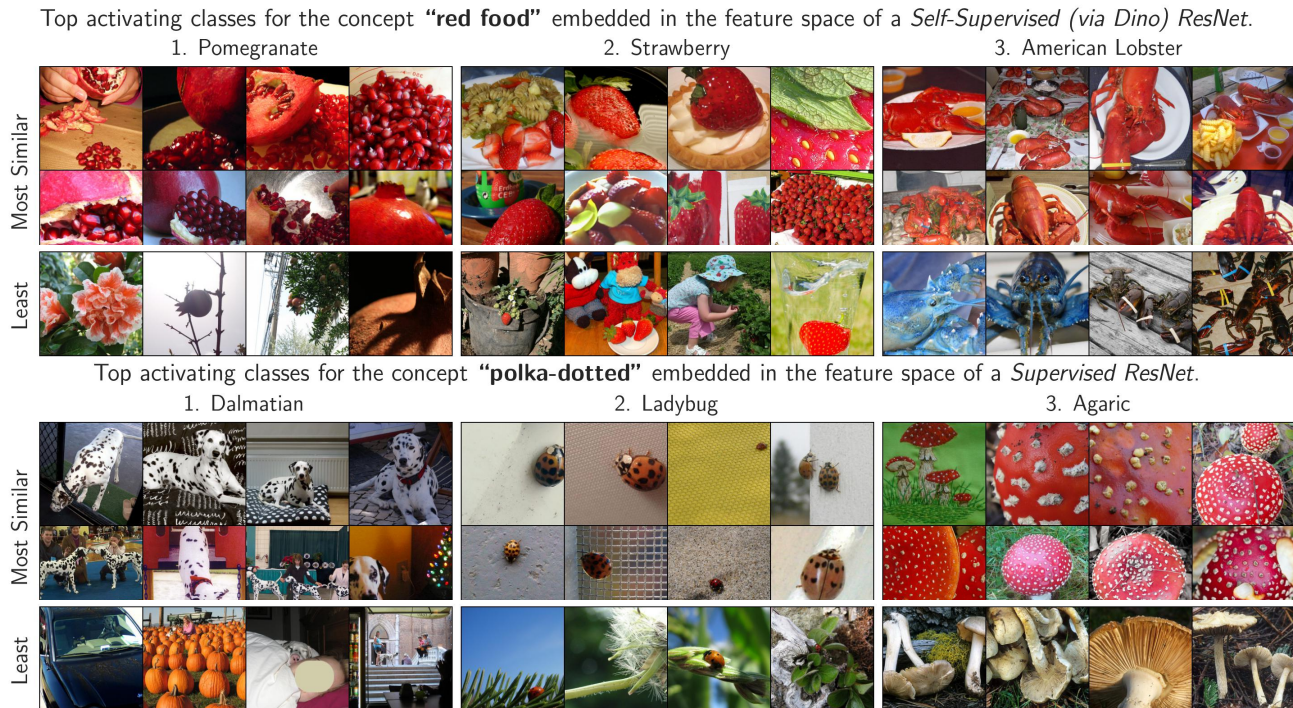 Top activating classes for the concept “red food” embedded in the feature space of a Self-Supervised (via Dino) ResNet.
1. Pomegranate
2. Strawberry
3. American Lobster
Most Similar
Least
Top activating classes for the concept “polka-dotted” embedded in the feature space of a Supervised ResNet.
1. Dalmatian
2. Ladybug
3. Agaric
Most Similar
Least